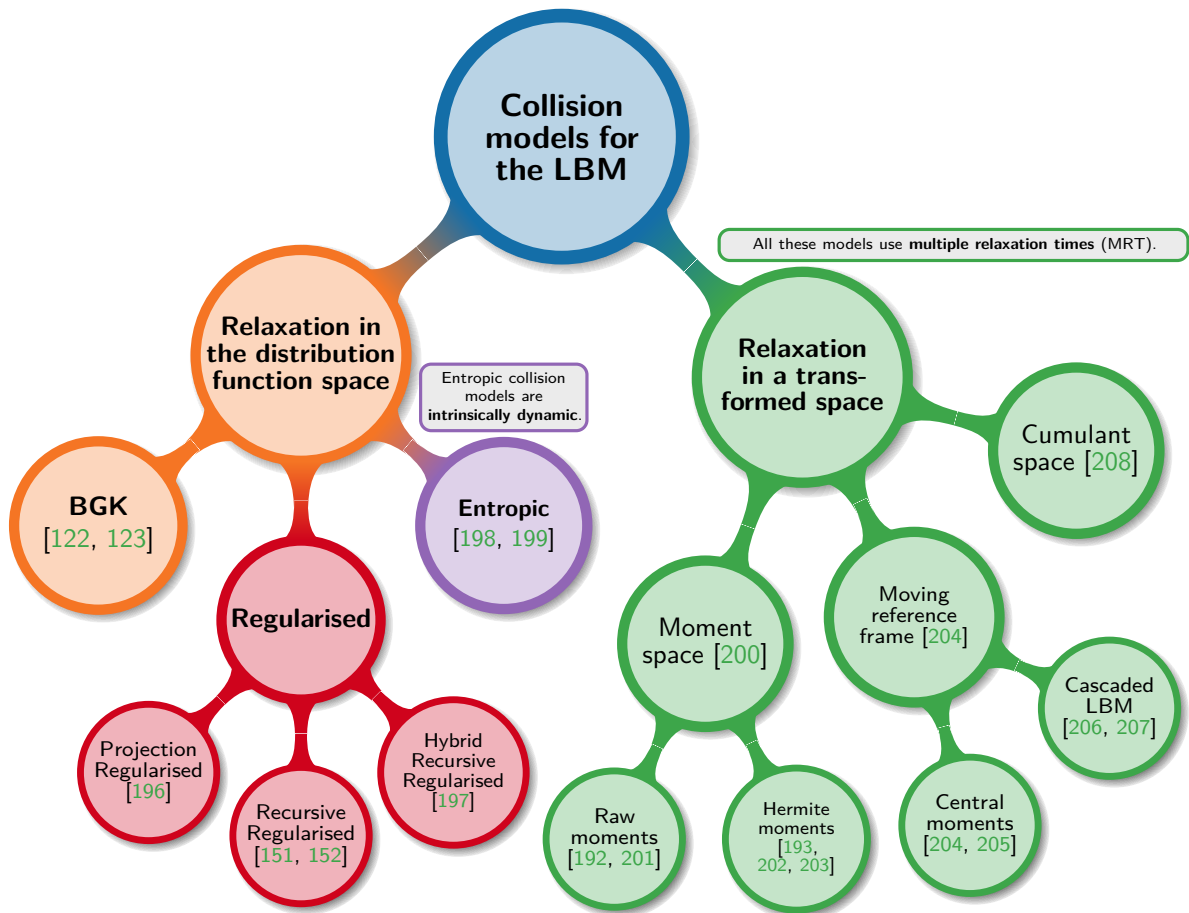 Collision
models for
the LBM
All these models use multiple relaxation times (MRT).
Relaxation in
the distribution
function space
Entropic collision
models are
intrinsically dynamic.
Relaxation
in a trans-
formed space
BGK
[122, 123]
Entropic
[198, 199]
Cumulant
space [208]
Regularised
Moment
space [200]
Moving
reference
frame [204]
Projection
Regularised
[196]
Recursive
Regularised
[151, 152]
Hybrid
Recursive
Regularised
[197]
Raw
moments
[192, 201]
Hermite
moments
[193,
202, 203]
Central
moments
[204, 205]
Cascaded
LBM
[206, 207]